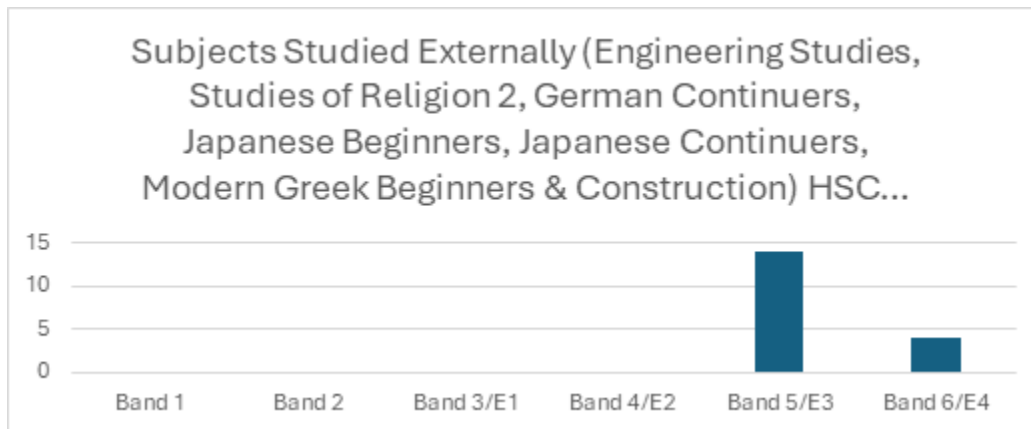 Subjects Studied Externally (Engineering Studies,
Studies of Religion 2, German Continuers,
Japanese Beginners, Japanese Continuers,
Modern Greek Beginners & Construction) HSC...
15
10
5
0
Band 1 Band 2 Band 3/E1 Band 4/E2 Band 5/E3 Band 6/E4